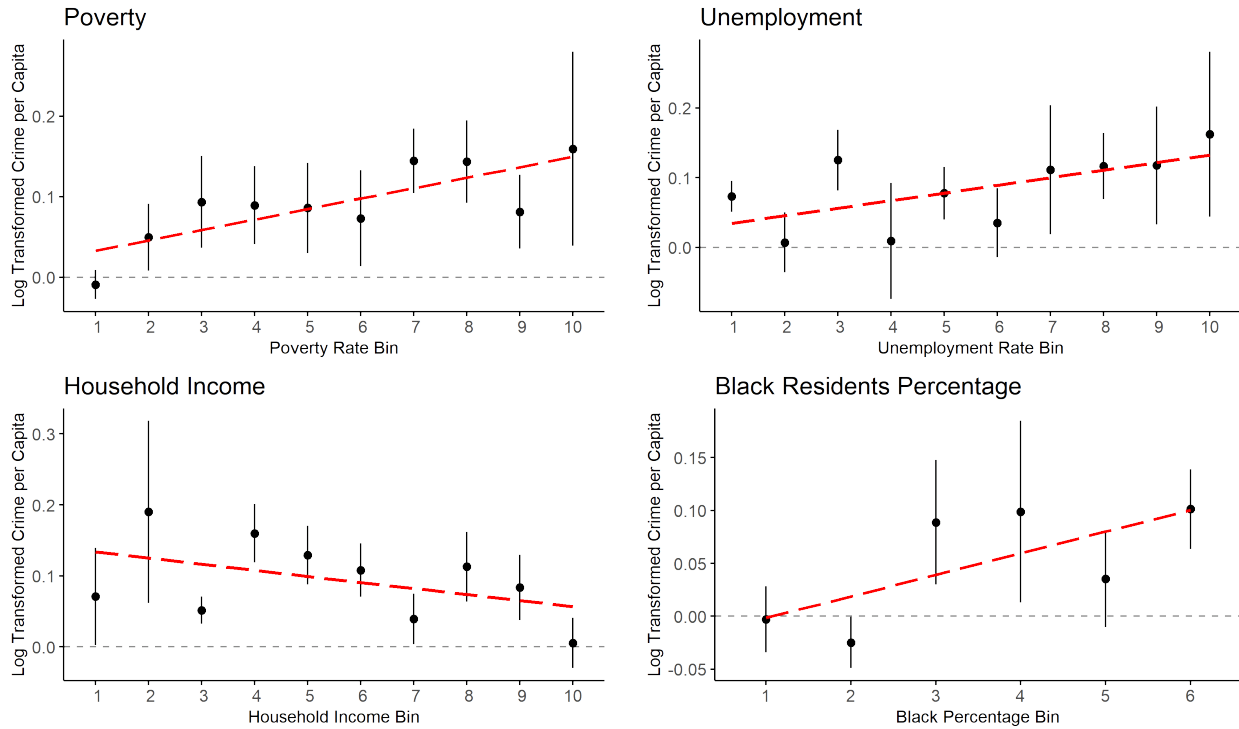 Poverty
Log Transformed Crime per Capita
0.2
0.1
0.0
1 2 3 4 5 6 7 8 9 10
Poverty Rate Bin
Unemployment
Log Transformed Crime per Capita
0.2
0.1
0.0
1 2 3 4 5 6 7 8 9 10
Unemployment Rate Bin
Household Income
Log Transformed Crime per Capita
0.3
0.2
0.1
0.0
1 2 3 4 5 6 7 8 9 10
Household Income Bin
Black Residents Percentage
Log Transformed Crime per Capita
0.15
0.10
0.05
0.00
-0.05
1 2 3 4 5 6
Black Percentage Bin